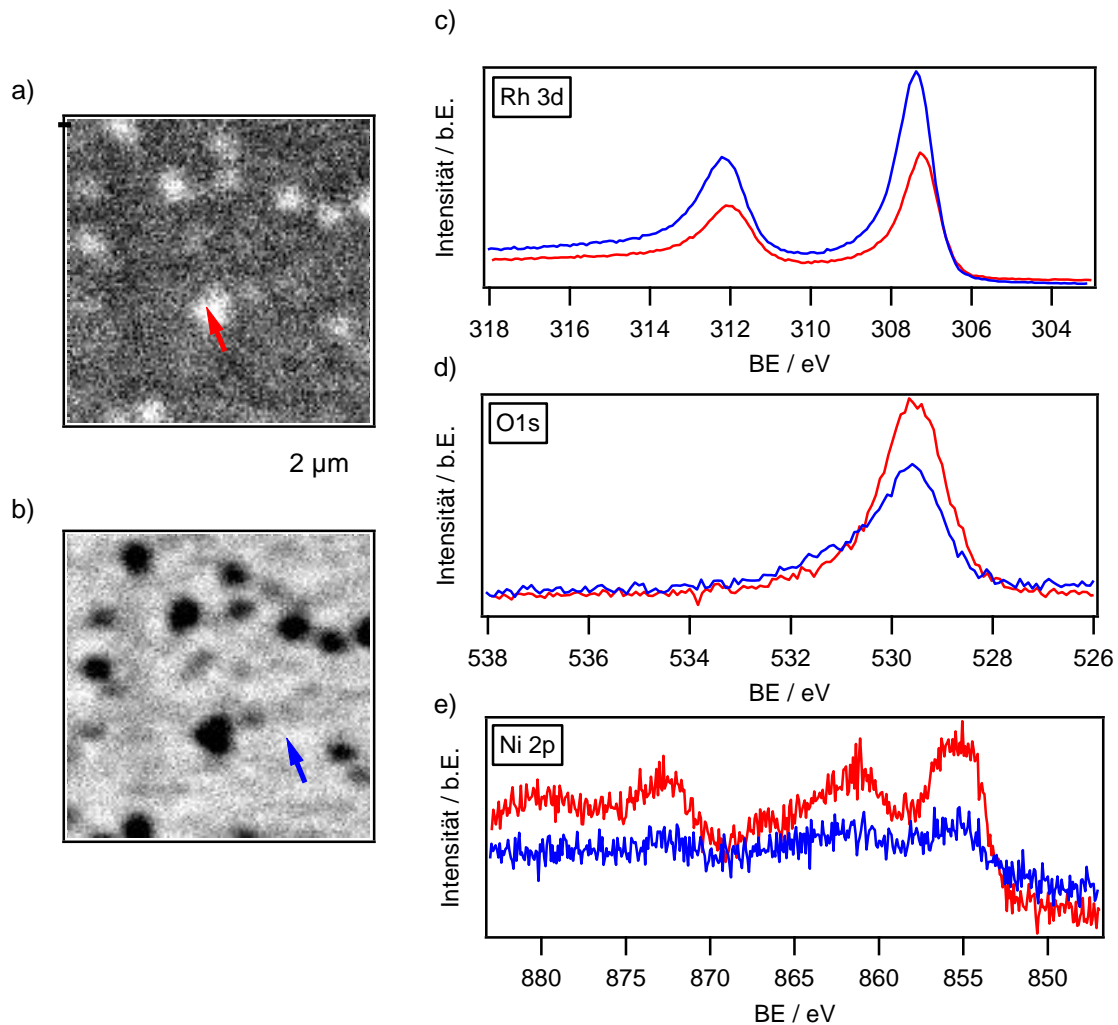 a)
2 μm
b)
c)
Rh 3d
Intensität / b.E.
318 316 314 312 310 308 306 304
BE / eV
d)
O1s
Intensität / b.E.
538 536 534 532 530 528 526
BE / eV
e)
Ni 2p
Intensität / b.E.
880 875 870 865 860 855 850
BE / eV